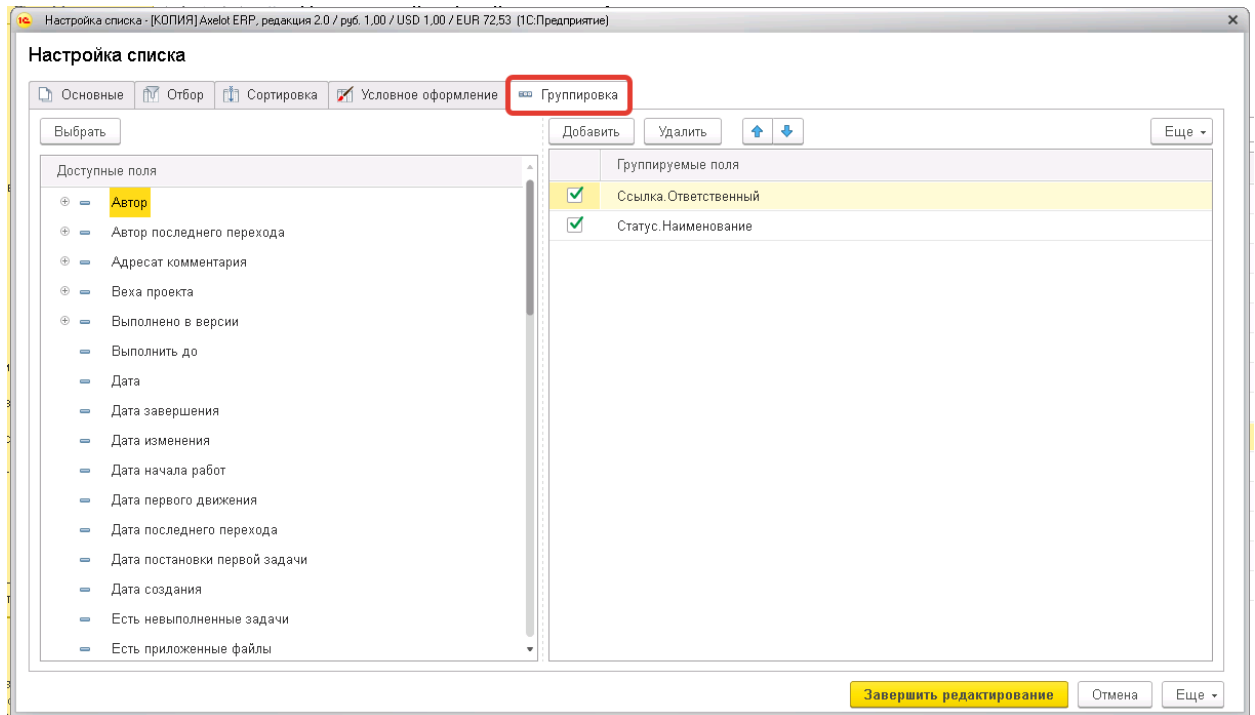 Настройка списка - [КОПИЯ] Axelot ERP, редакция 2.0 / руб. 1,00 / USD 1,00 / EUR 72,53 (1С:Предприятие)
Настройка списка
Основные Отбор Сортировка Условное оформление Группировка
Выбрать
Добавить Удалить Еще
Доступные поля
Группируемые поля
Автор
Ссылка.Ответственный
Автор последнего перехода
Статус.Наименование
Адресат комментария
Веха проекта
Выполнено в версии
Выполнить до
Дата
Дата завершения
Дата изменения
Дата начала работ
Дата первого движения
Дата последнего перехода
Дата постановки первой задачи
Дата создания
Есть невыполненные задачи
Есть приложенные файлы
Завершить редактирование Отмена Еще